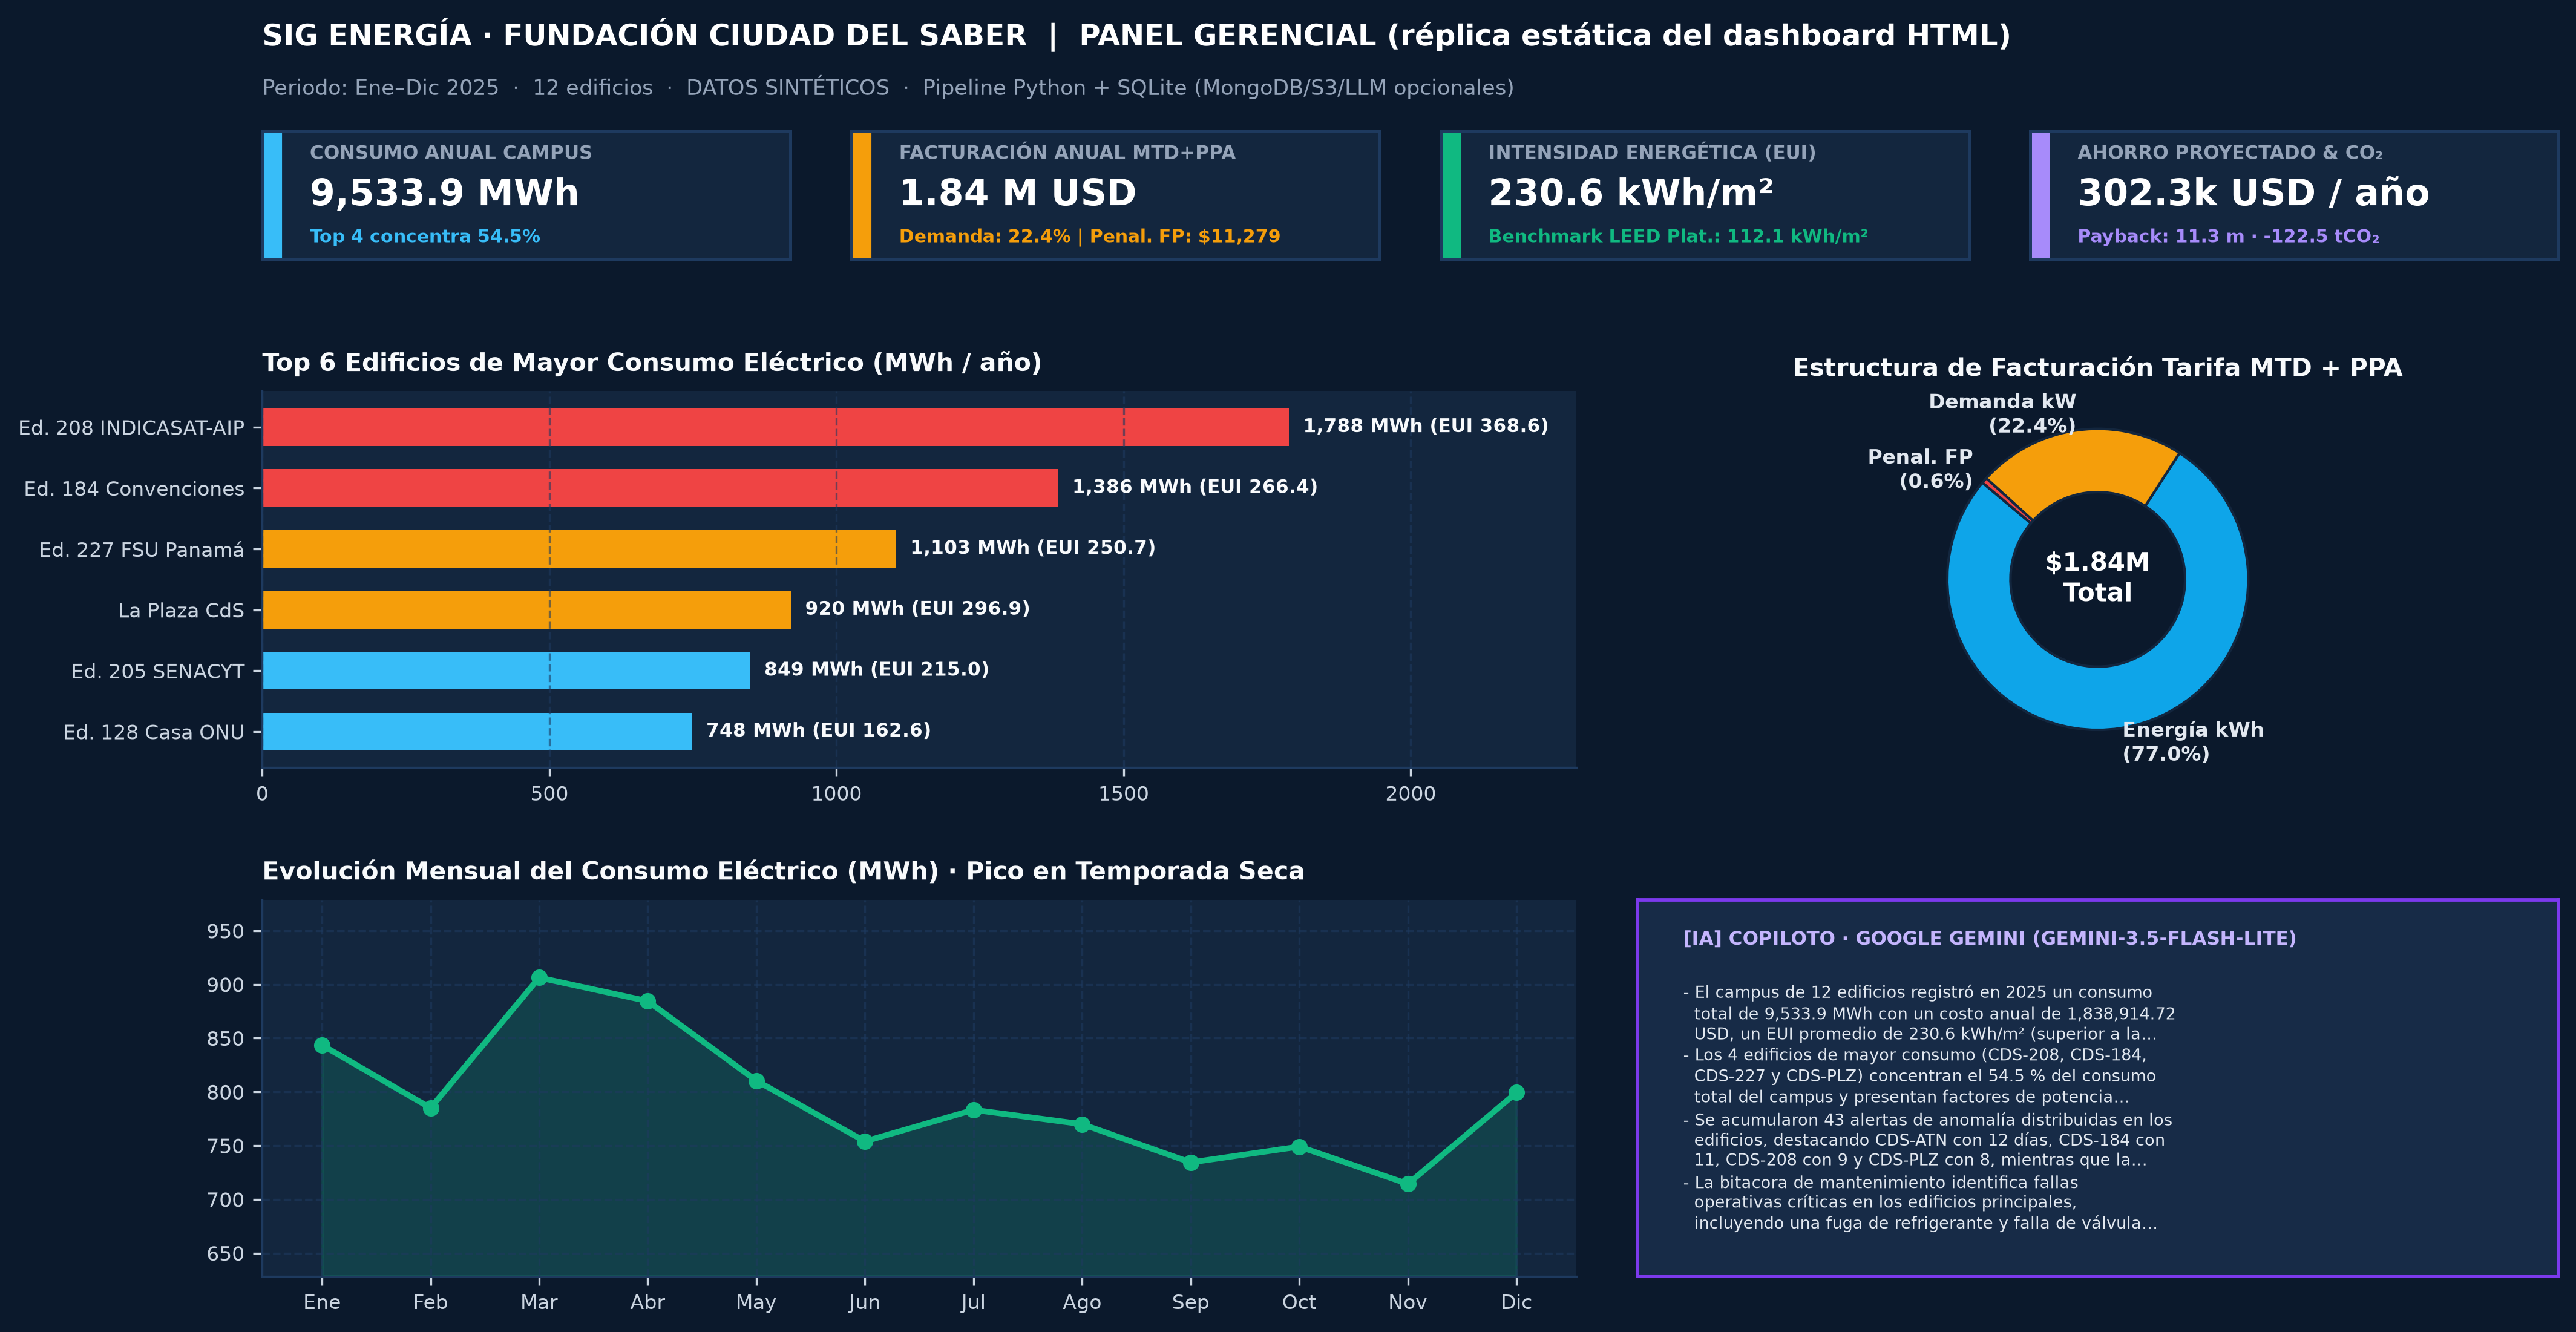 SIG ENERGÍA · FUNDACIÓN CIUDAD DEL SABER | PANEL GERENCIAL (réplica estática del dashboard HTML)
Periodo: Ene–Dic 2025 · 12 edificios · DATOS SINTÉTICOS · Pipeline Python + SQLite (MongoDB/S3/LLM opcionales)
CONSUMO ANUAL CAMPUS
9,533.9 MWh
Top 4 concentra 54.5%
FACTURACIÓN ANUAL MTD+PPA
1.84 M USD
Demanda: 22.4% | Penal. FP: $11,279
INTENSIDAD ENERGÉTICA (EUI)
230.6 kWh/m²
Benchmark LEED Plat.: 112.1 kWh/m²
AHORRO PROYECTADO & CO₂
302.3k USD / año
Payback: 11.3 m · -122.5 tCO₂
Top 6 Edificios de Mayor Consumo Eléctrico (MWh / año)
Ed. 208 INDICASAT-AIP
1,788 MWh (EUI 368.6)
Ed. 184 Convenciones
1,386 MWh (EUI 266.4)
Ed. 227 FSU Panamá
1,103 MWh (EUI 250.7)
La Plaza CdS
920 MWh (EUI 296.9)
Ed. 205 SENACYT
849 MWh (EUI 215.0)
Ed. 128 Casa ONU
748 MWh (EUI 162.6)
0 500 1000 1500 2000
Estructura de Facturación Tarifa MTD + PPA
Demanda kW
(22.4%)
Penal. FP
(0.6%)
$1.84M
Total
Energía kWh
(77.0%)
Evolución Mensual del Consumo Eléctrico (MWh) · Pico en Temporada Seca
950
900
850
800
750
700
650
Ene Feb Mar Abr May Jun Jul Ago Sep Oct Nov Dic
[IA] COPILOTO · GOOGLE GEMINI (GEMINI-3.5-FLASH-LITE)
- El campus de 12 edificios registró en 2025 un consumo
total de 9,533.9 MWh con un costo anual de 1,838,914.72
USD, un EUI promedio de 230.6 kWh/m² (superior a la...
- Los 4 edificios de mayor consumo (CDS-208, CDS-184,
CDS-227 y CDS-PLZ) concentran el 54.5 % del consumo
total del campus y presentan factores de potencia...
- Se acumularon 43 alertas de anomalía distribuidas en los
edificios, destacando CDS-ATN con 12 días, CDS-184 con
11, CDS-208 con 9 y CDS-PLZ con 8, mientras que la...
- La bitacora de mantenimiento identifica fallas
operativas críticas en los edificios principales,
incluyendo una fuga de refrigerante y falla de válvula...